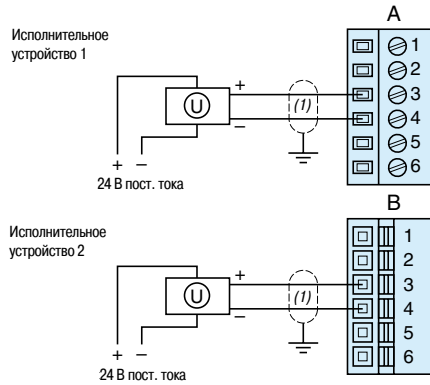 A
Исполнительное
устройство 1
1
2
+
U
(1)
3
–
4
5
+ –
6
24 В пост. тока
B
Исполнительное
устройство 2
1
2
+
U
(1)
3
–
4
5
+ –
6
24 В пост. тока